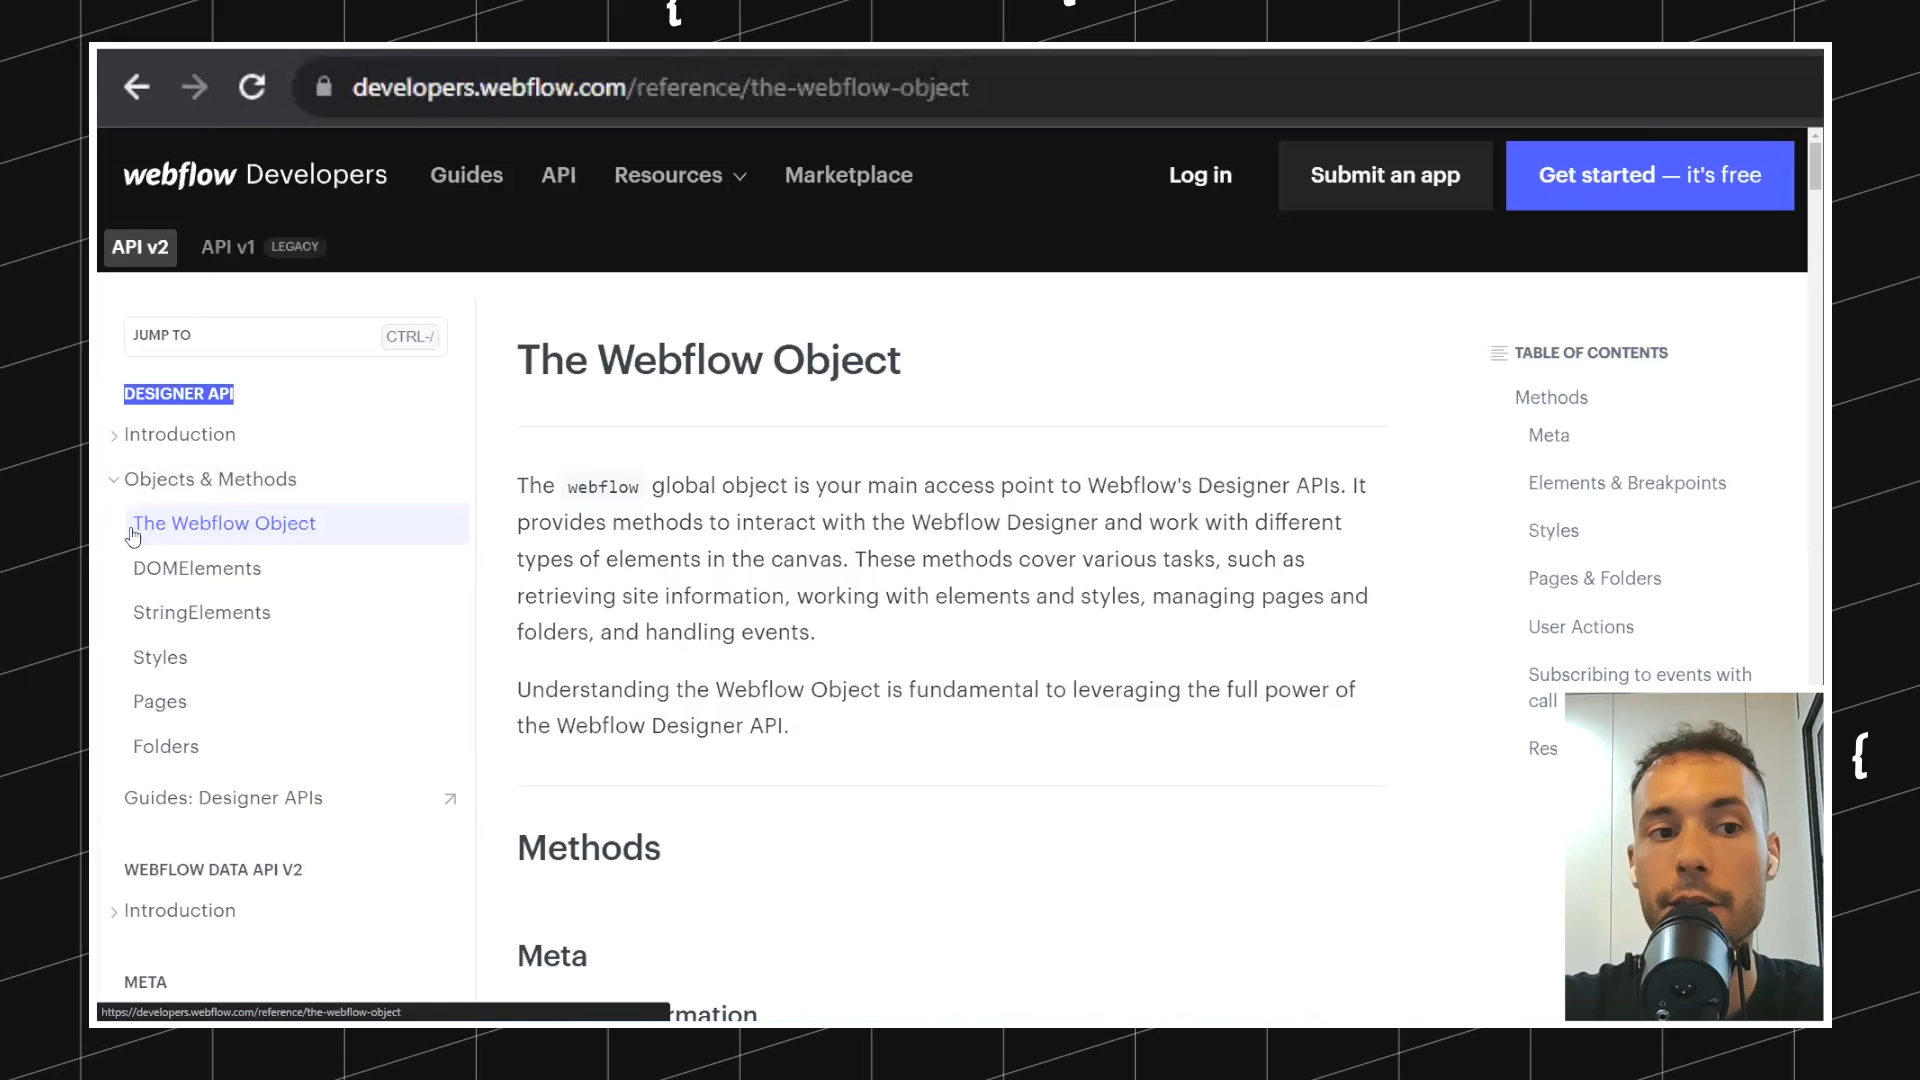 {
developers.webflow.com/reference/the-webflow-object
webflow Developers
Guides
API
Resources
Marketplace
Log in
Submit an app
Get started — it's free
API v2
API v1
LEGACY
JUMP TO
CTRL-/
DESIGNER API
Introduction
Objects & Methods
The Webflow Object
DOMElements
StringElements
Styles
Pages
Folders
Guides: Designer APIs
WEBFLOW DATA API V2
Introduction
META
https://developers.webflow.com/reference/the-webflow-object
The Webflow Object
The webflow global object is your main access point to Webflow's Designer APIs. It
provides methods to interact with the Webflow Designer and work with different
types of elements in the canvas. These methods cover various tasks, such as
retrieving site information, working with elements and styles, managing pages and
folders, and handling events.
Understanding the Webflow Object is fundamental to leveraging the full power of
the Webflow Designer API.
Methods
Meta
rmation
TABLE OF CONTENTS
Methods
Meta
Elements & Breakpoints
Styles
Pages & Folders
User Actions
Subscribing to events with
call
Res
{